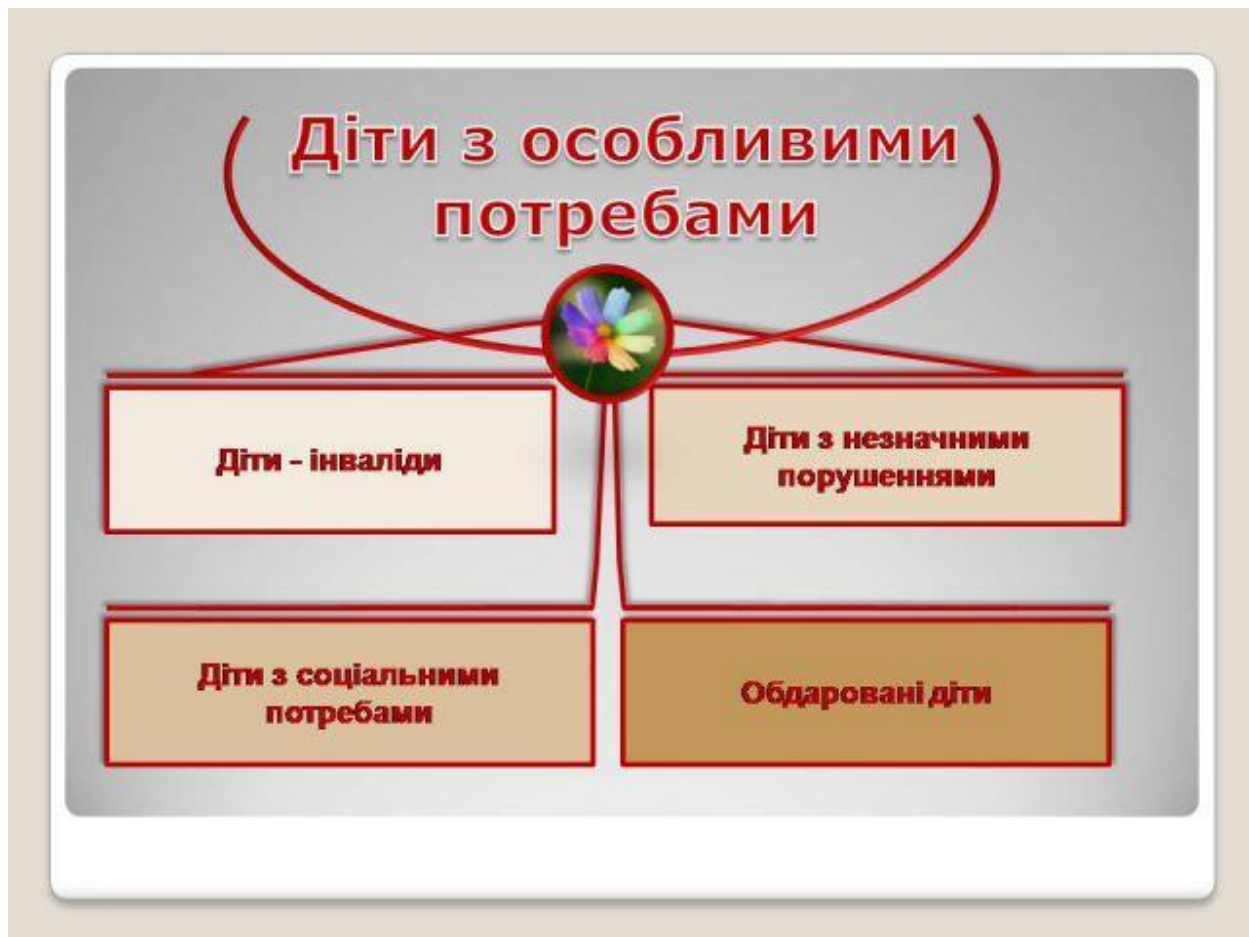 Діти з особливими
потребами
Діти - інваліди
Діти з незначними
порушеннями
Діти з соціальними
потребами
Обдаровані діти